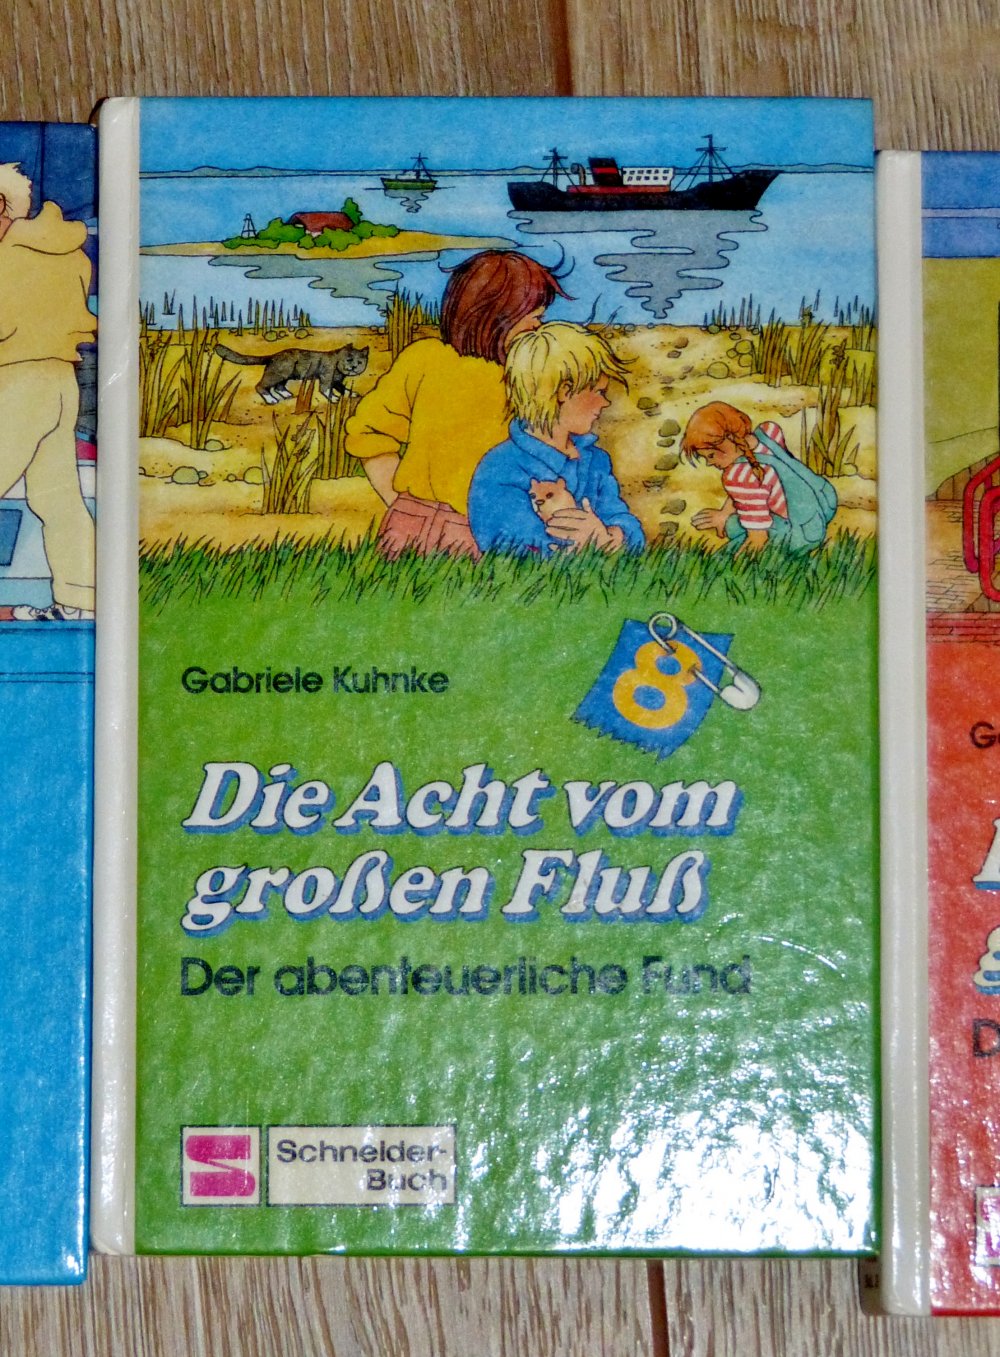 8
Gabriele Kuhnke
Die Acht vom
großen Fluß
Der abenteuerliche Fund
Schneider-
Buch